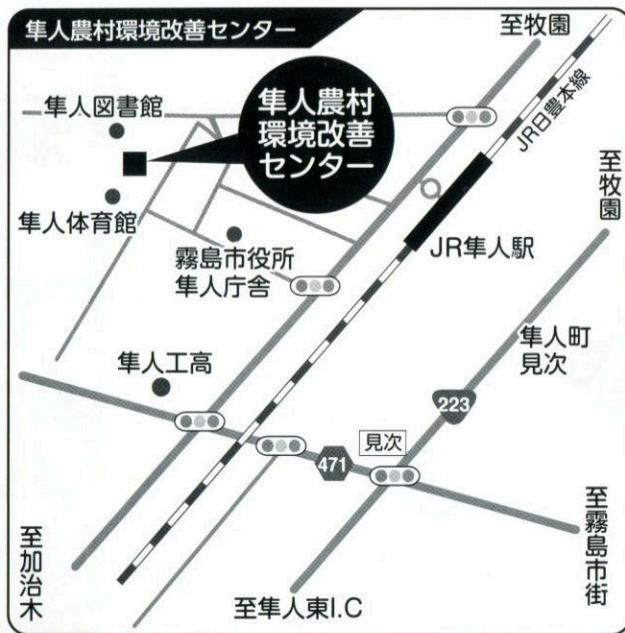 隼人農村環境改善センター
至牧園
隼人図書館
隼人農村
環境改善
センター
JR日豊本線
至牧園
隼人体育館
霧島市役所
隼人庁舎
JR隼人駅
隼人町
見次
隼人工高
223
見次
471
至加治木
至隼人東I.C
至霧島市街